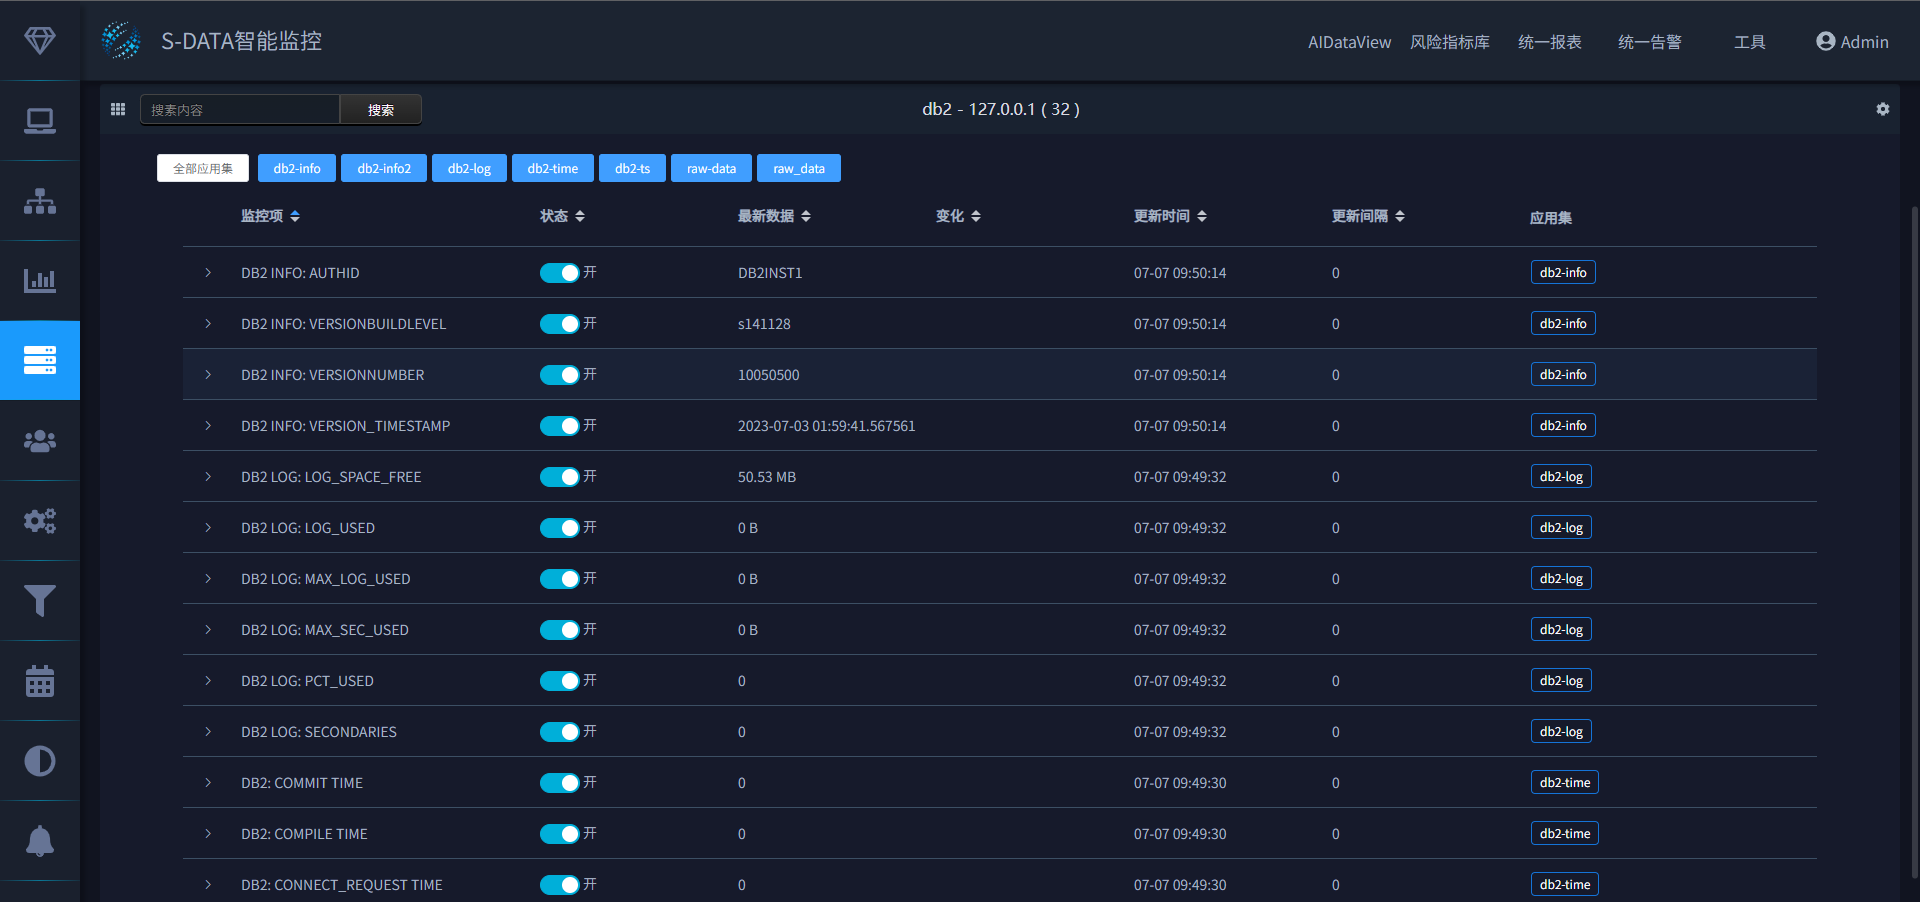 S-DATA智能监控
AIDataView 风险指标库 统一报表 统一告警 工具 Admin
搜素内容 搜索 db2 - 127.0.0.1 ( 32 )
全部应用集 db2-info db2-info2 db2-log db2-time db2-ts raw-data raw_data
监控项 状态 最新数据 变化 更新时间 更新间隔 应用集
DB2 INFO: AUTHID 开 DB2INST1 07-07 09:50:14 0 db2-info
DB2 INFO: VERSIONBUILDLEVEL 开 s141128 07-07 09:50:14 0 db2-info
DB2 INFO: VERSIONNUMBER 开 10050500 07-07 09:50:14 0 db2-info
DB2 INFO: VERSION_TIMESTAMP 开 2023-07-03 01:59:41.567561 07-07 09:50:14 0 db2-info
DB2 LOG: LOG_SPACE_FREE 开 50.53 MB 07-07 09:49:32 0 db2-log
DB2 LOG: LOG_USED 开 0 B 07-07 09:49:32 0 db2-log
DB2 LOG: MAX_LOG_USED 开 0 B 07-07 09:49:32 0 db2-log
DB2 LOG: MAX_SEC_USED 开 0 B 07-07 09:49:32 0 db2-log
DB2 LOG: PCT_USED 开 0 07-07 09:49:32 0 db2-log
DB2 LOG: SECONDARIES 开 0 07-07 09:49:32 0 db2-log
DB2: COMMIT TIME 开 0 07-07 09:49:30 0 db2-time
DB2: COMPILE TIME 开 0 07-07 09:49:30 0 db2-time
DB2: CONNECT_REQUEST TIME 开 0 07-07 09:49:30 0 db2-time